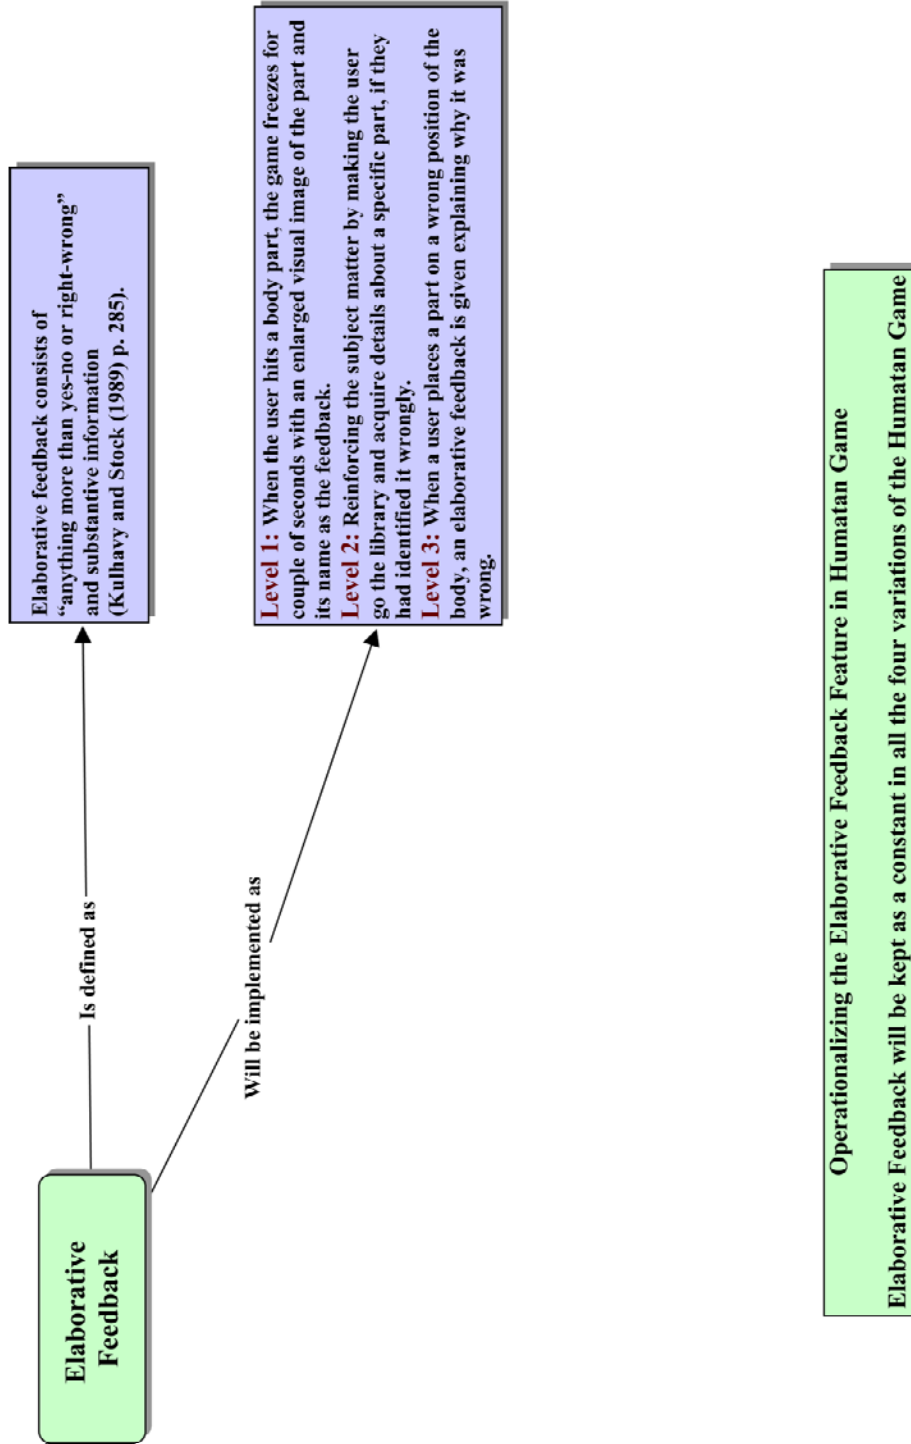 Elaborative
Feedback
Is defined as
Elaborative feedback consists of
“anything more than yes-no or right-wrong”
and substantive information
(Kulhavy and Stock (1989) p. 285).
Will be implemented as
Level 1: When the user hits a body part, the game freezes for
couple of seconds with an enlarged visual image of the part and
its name as the feedback.
Level 2: Reinforcing the subject matter by making the user
go the library and acquire details about a specific part, if they
had identified it wrongly.
Level 3: When a user places a part on a wrong position of the
body, an elaborative feedback is given explaining why it was
wrong.
Operationalizing the Elaborative Feedback Feature in Humatan Game
Elaborative Feedback will be kept as a constant in all the four variations of the Humatan Game